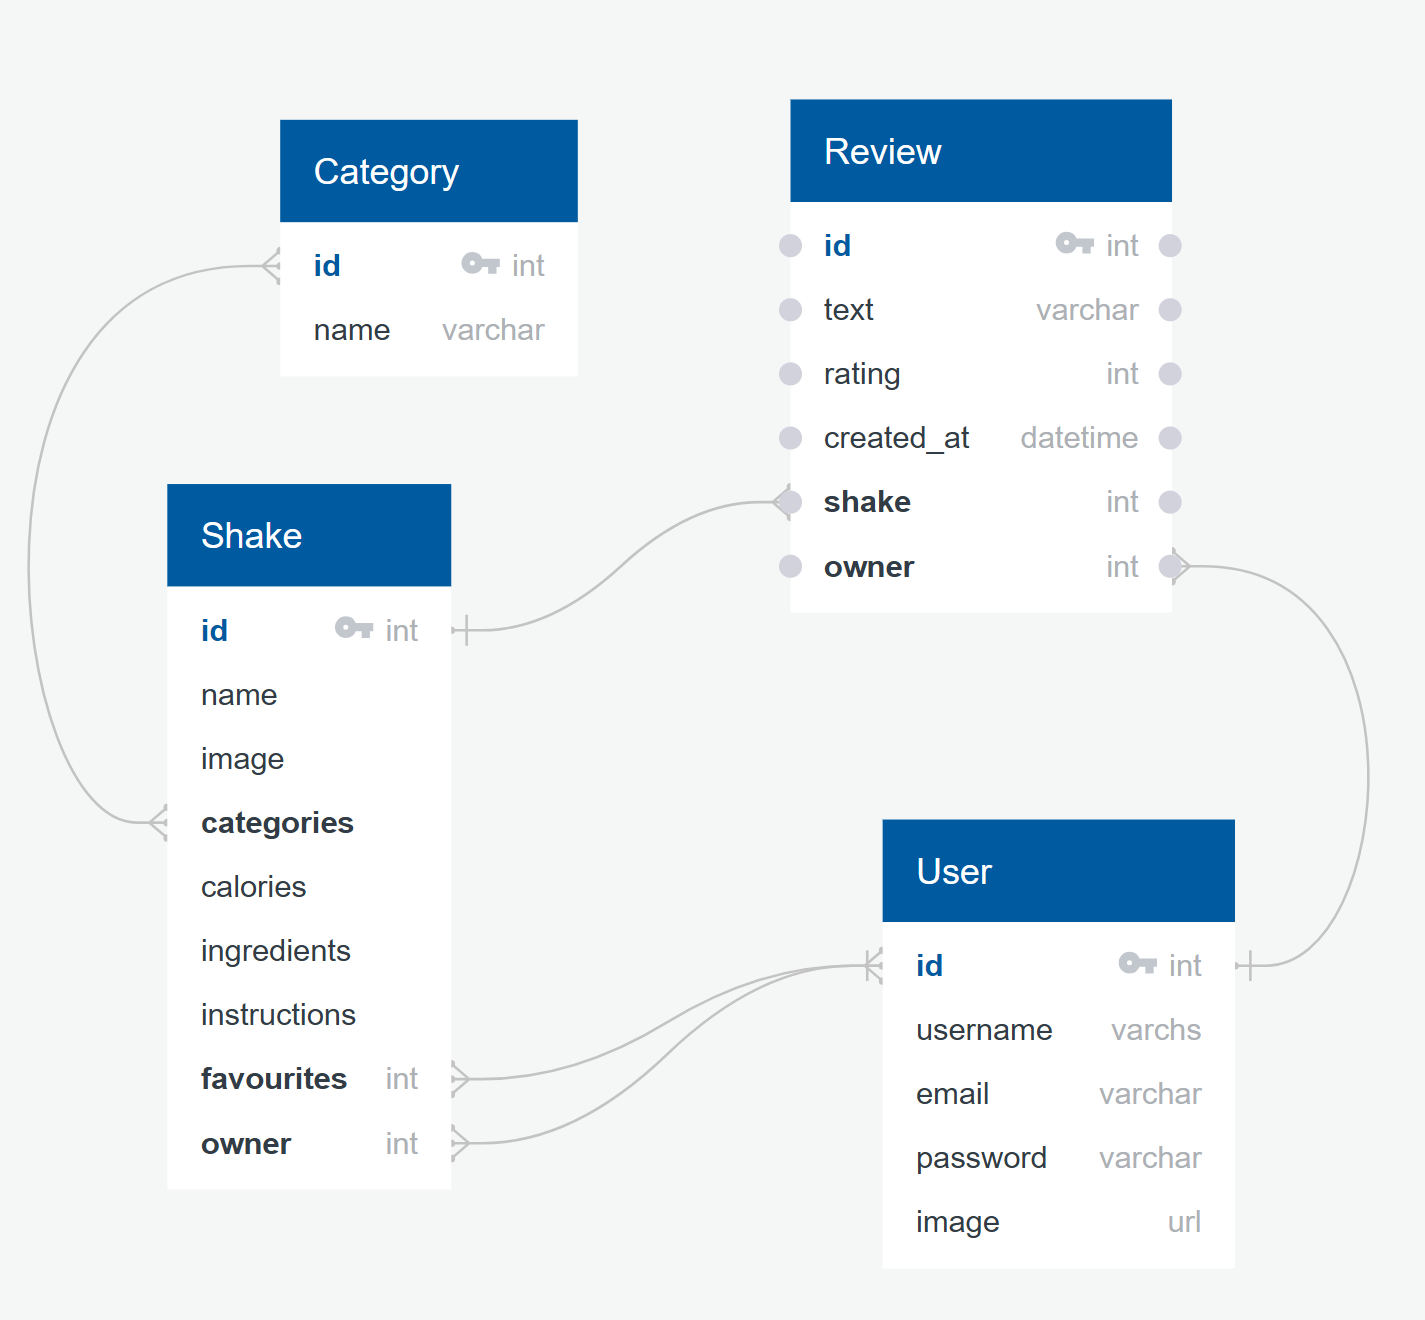 Category
id int
name varchar
Review
id int
text varchar
rating int
created_at datetime
shake int
owner int
Shake
id int
name
image
categories
calories
ingredients
instructions
favourites int
owner int
User
id int
username varchs
email varchar
password varchar
image url